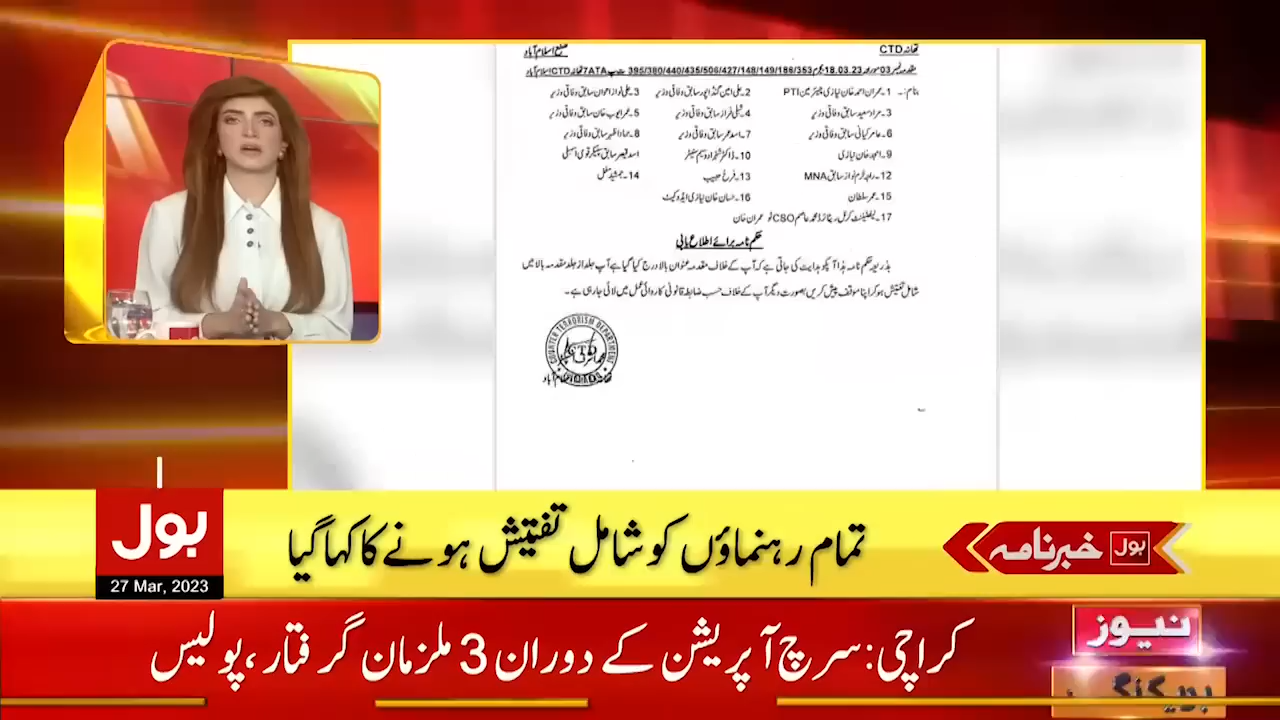 تھانہ CTD
ضلع اسلام آباد
مقدمہ نمبر 03 مورخہ 18.03.23 بجرم 353/186/149/148/427/506/435/440/380/395 ت پ 7ATA تھانہ CTD اسلام آباد
بنام:۔ 1۔عمران احمد خان نیازی چیئرمین PTI 2۔علی امین گنڈاپور سابق وفاقی وزیر 3۔علی نواز اعوان سابق وفاقی وزیر
3۔مراد سعید سابق وفاقی وزیر 4۔شبلی فراز سابق وفاقی وزیر 5۔عمر ایوب خان سابق وفاقی وزیر
6۔عامر کیانی سابق وفاقی وزیر 7۔اسد عمر سابق وفاقی وزیر 8۔حماد اظہر سابق وفاقی وزیر
9۔امجد خان نیازی 10۔ڈاکٹر شہزاد وسیم سینٹر اسد قیصر سابق سپیکر قومی اسمبلی
12۔راجہ خرم نواز سابق MNA 13۔فرخ حبیب 14۔جمشید مغل
15۔عمر سلطان 16۔حسان خان نیازی ایڈووکیٹ
17۔لیفٹیننٹ کرنل ریٹائرڈ محمد عاصم CSO ٹو عمران خان
حکم نامہ برائے اطلاع یابی
بذریعہ حکم نامہ ہذا آپکو ہدایت کی جاتی ہے کہ آپ کے خلاف مقدمہ عنوان بالا درج کیا گیا ہے آپ جلد از جلد مقدمہ بالا میں
شامل تفتیش ہو کر اپنا موقف پیش کریں بصورت دیگر آپ کے خلاف حسب ضابطہ قانونی کاروائی عمل میں لائی جا رہی ہے۔
COUNTER TERRORISM DEPARTMENT
CTD
تمام رہنماؤں کو شامل تفتیش ہونے کا کہا گیا
بول خبرنامہ
بول
27 Mar, 2023
کراچی: سرچ آپریشن کے دوران 3 ملزمان گرفتار، پولیس
نیوز